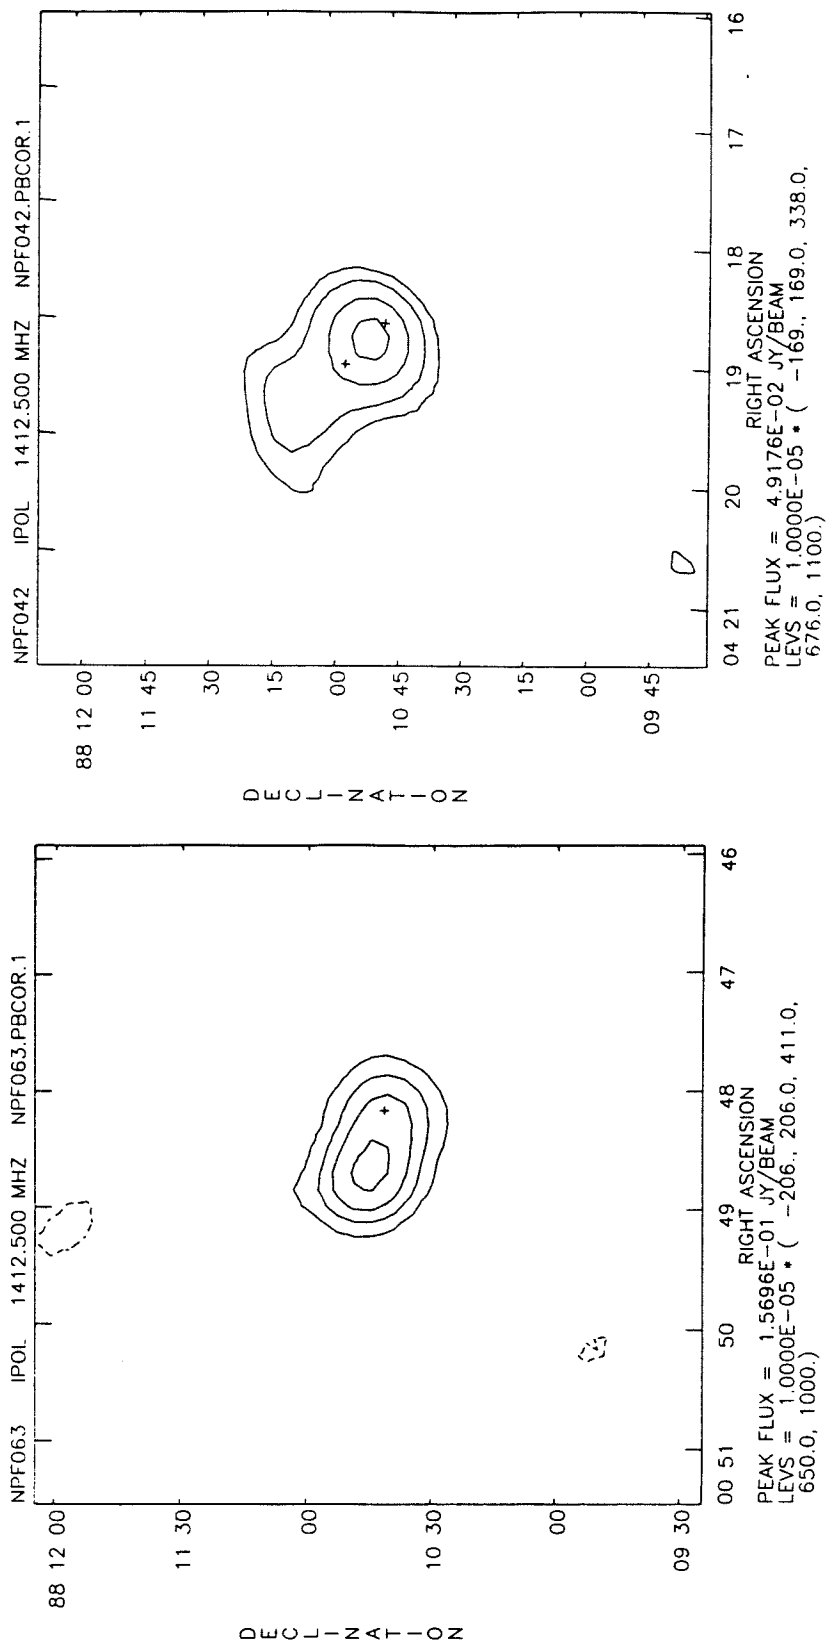 NPF063 IPOL 1412.500 MHZ NPF063.PBCOR.1
DECLINATION
88 12 00
11 30
00
10 30
00
09 30
00 51 50 49 48 47 46
RIGHT ASCENSION
PEAK FLUX = 1.5696E-01 JY/BEAM
LEVS = 1.0000E-05 * ( -206., 206.0, 411.0,
650.0, 1000.)
NPF042 IPOL 1412.500 MHZ NPF042.PBCOR.1
DECLINATION
88 12 00
11 45
30
15
00
10 45
30
15
00
09 45
04 21 20 19 18 17 16
RIGHT ASCENSION
PEAK FLUX = 4.9176E-02 JY/BEAM
LEVS = 1.0000E-05 * ( -169., 169.0, 338.0,
676.0, 1100.)